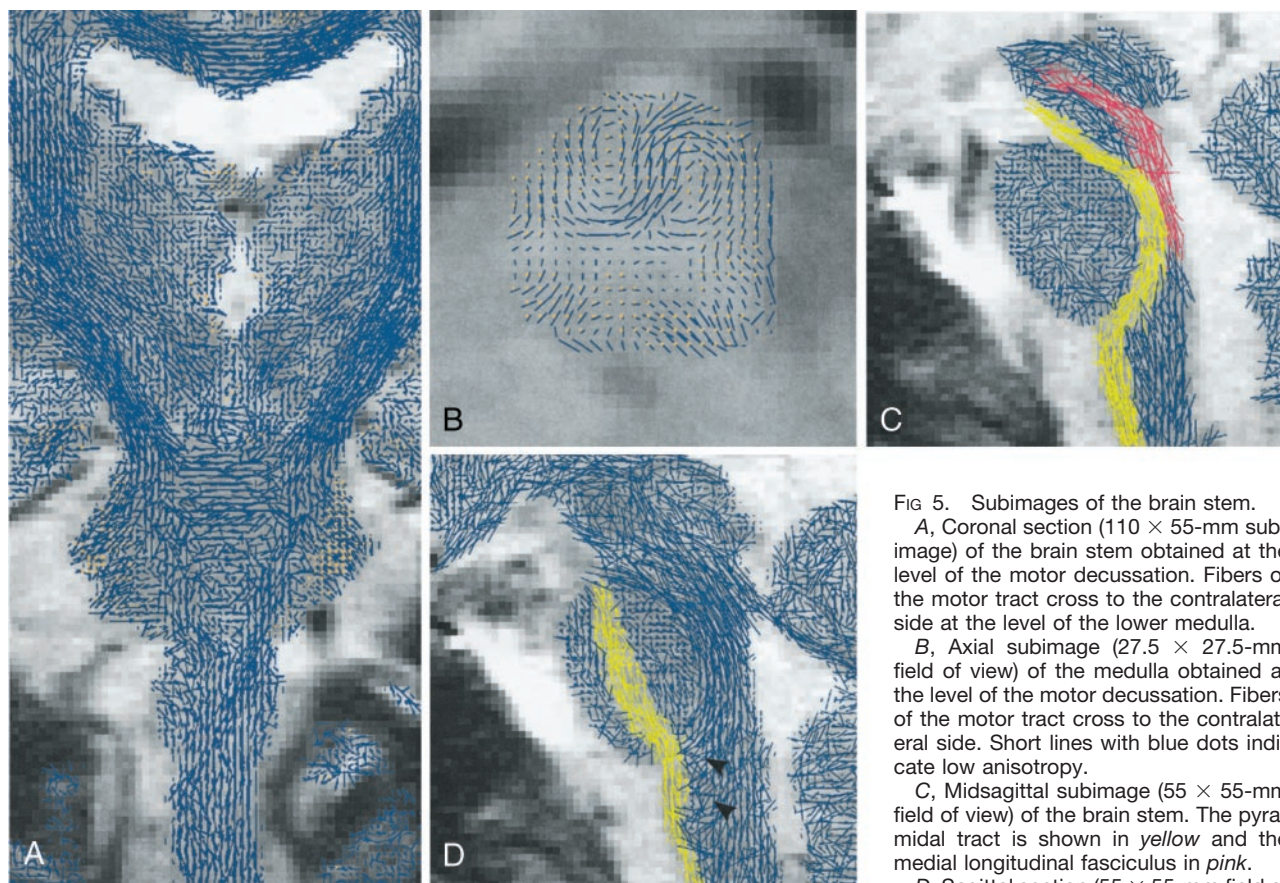 A
B
C
D
FIG 5. Subimages of the brain stem.
A, Coronal section (110 × 55-mm sub-
image) of the brain stem obtained at the
level of the motor decussation. Fibers o
the motor tract cross to the contralatera
side at the level of the lower medulla.
B, Axial subimage (27.5 × 27.5-mm
field of view) of the medulla obtained a
the level of the motor decussation. Fibers
of the motor tract cross to the contralat-
eral side. Short lines with blue dots indi-
cate low anisotropy.
C, Midsagittal subimage (55 × 55-mm
field of view) of the brain stem. The pyra-
midal tract is shown in yellow and the
medial longitudinal fasciculus in pink.